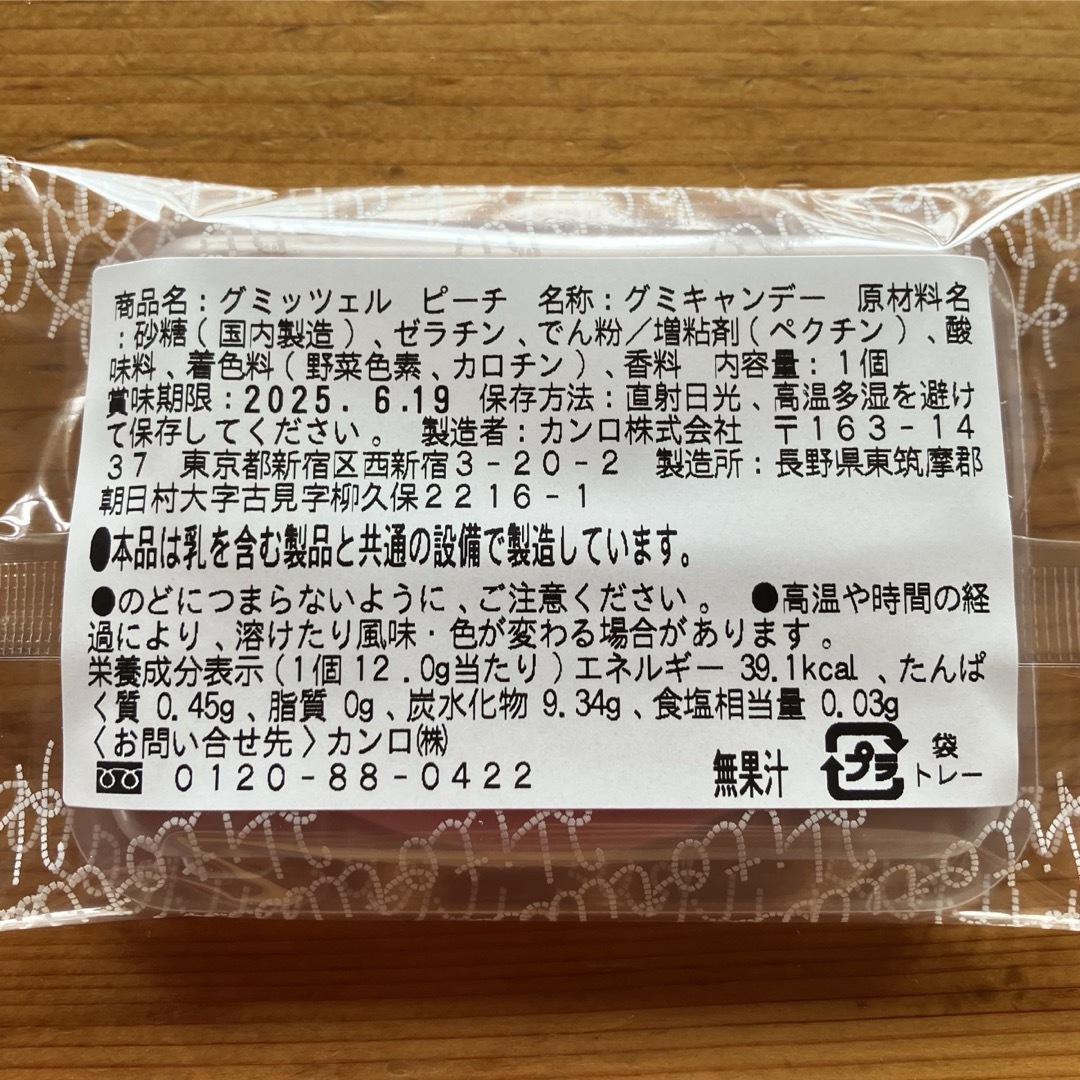 商品名：グミッツェル　ピーチ　名称：グミキャンデー　原材料名
：砂糖（国内製造）、ゼラチン、でん粉／増粘剤（ペクチン）、酸
味料、着色料（野菜色素、カロチン）、香料　内容量：１個
賞味期限：2025. 6.19　保存方法：直射日光、高温多湿を避け
て保存してください。　製造者：カンロ株式会社　〒１６３-１４
３７　東京都新宿区西新宿３-２０-２　製造所：長野県東筑摩郡
朝日村大字古見字柳久保２２１６-１
●本品は乳を含む製品と共通の設備で製造しています。
●のどにつまらないように、ご注意ください。　●高温や時間の経
過により、溶けたり風味・色が変わる場合があります。
栄養成分表示（１個１２.０g当たり）エネルギー 39.1kcal、たんぱ
く質 0.45g、脂質 0g、炭水化物 9.34g、食塩相当量 0.03g
〈お問い合せ先〉カンロ㈱
０１２０-８８-０４２２
無果汁
プラ
袋
トレー